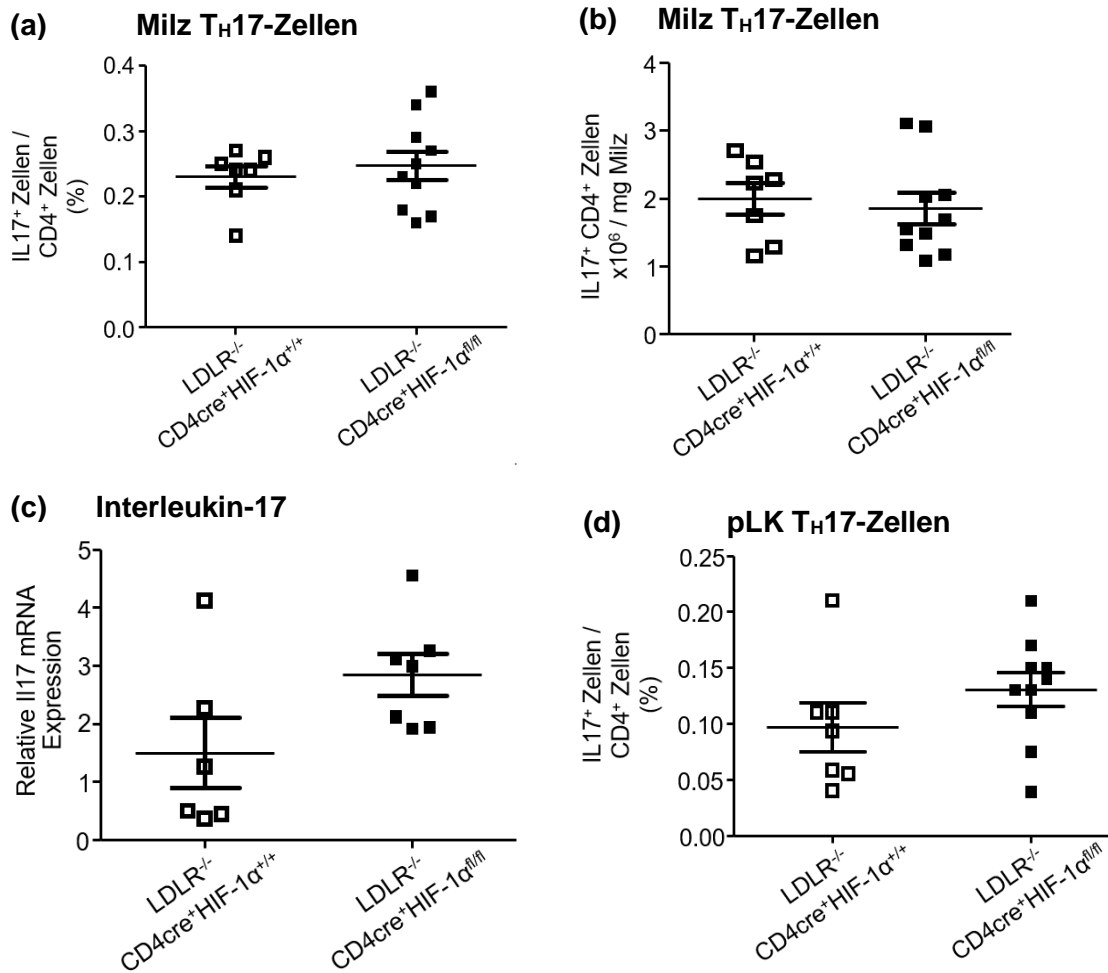 (a) Milz TH17-Zellen
IL17+ Zellen /
CD4+ Zellen
(%)
0.4
0.3
0.2
0.1
0.0
LDLR-/-
CD4cre+HIF-1α+/+
LDLR-/-
CD4cre+HIF-1αfl/fl
(b) Milz TH17-Zellen
IL17+ CD4+ Zellen
x10⁶ / mg Milz
4
3
2
1
0
LDLR-/-
CD4cre+HIF-1α+/+
LDLR-/-
CD4cre+HIF-1αfl/fl
(c) Interleukin-17
Relative Il17 mRNA
Expression
5
4
3
2
1
0
LDLR-/-
CD4cre+HIF-1α+/+
LDLR-/-
CD4cre+HIF-1αfl/fl
(d) pLK TH17-Zellen
IL17+ Zellen /
CD4+ Zellen
(%)
0.25
0.20
0.15
0.10
0.05
0.00
LDLR-/-
CD4cre+HIF-1α+/+
LDLR-/-
CD4cre+HIF-1αfl/fl